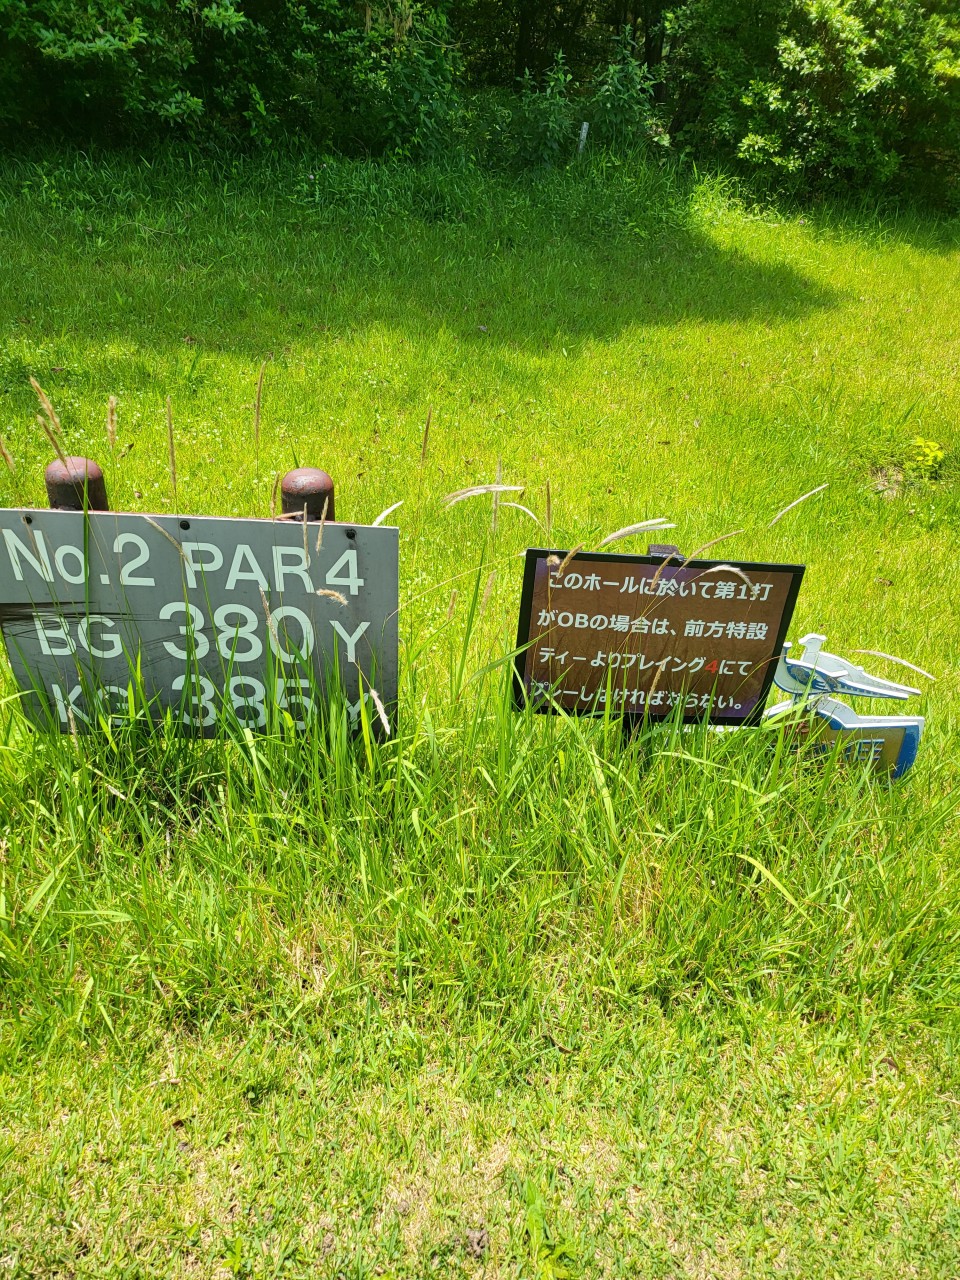 No.2 PAR4
BG 380Y
KG 385Y
このホールに於いて第1打
がOBの場合は、前方特設
ティーよりプレイング4にて
プレーしなければならない。